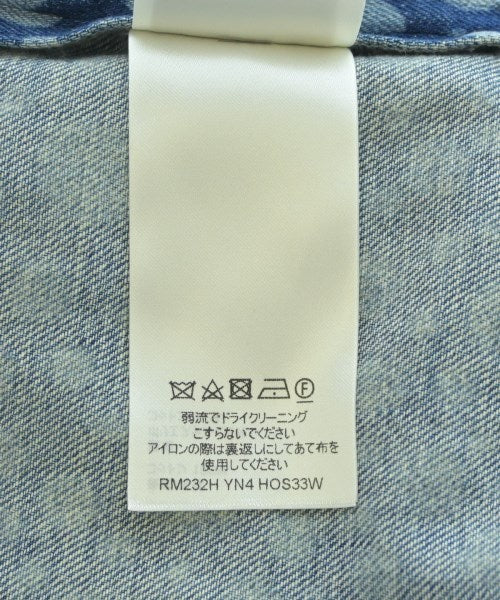 弱流でドライクリーニング
こすらないでください
アイロンの際は裏返しにしてあて布を
使用してください
RM232H YN4 HOS33W